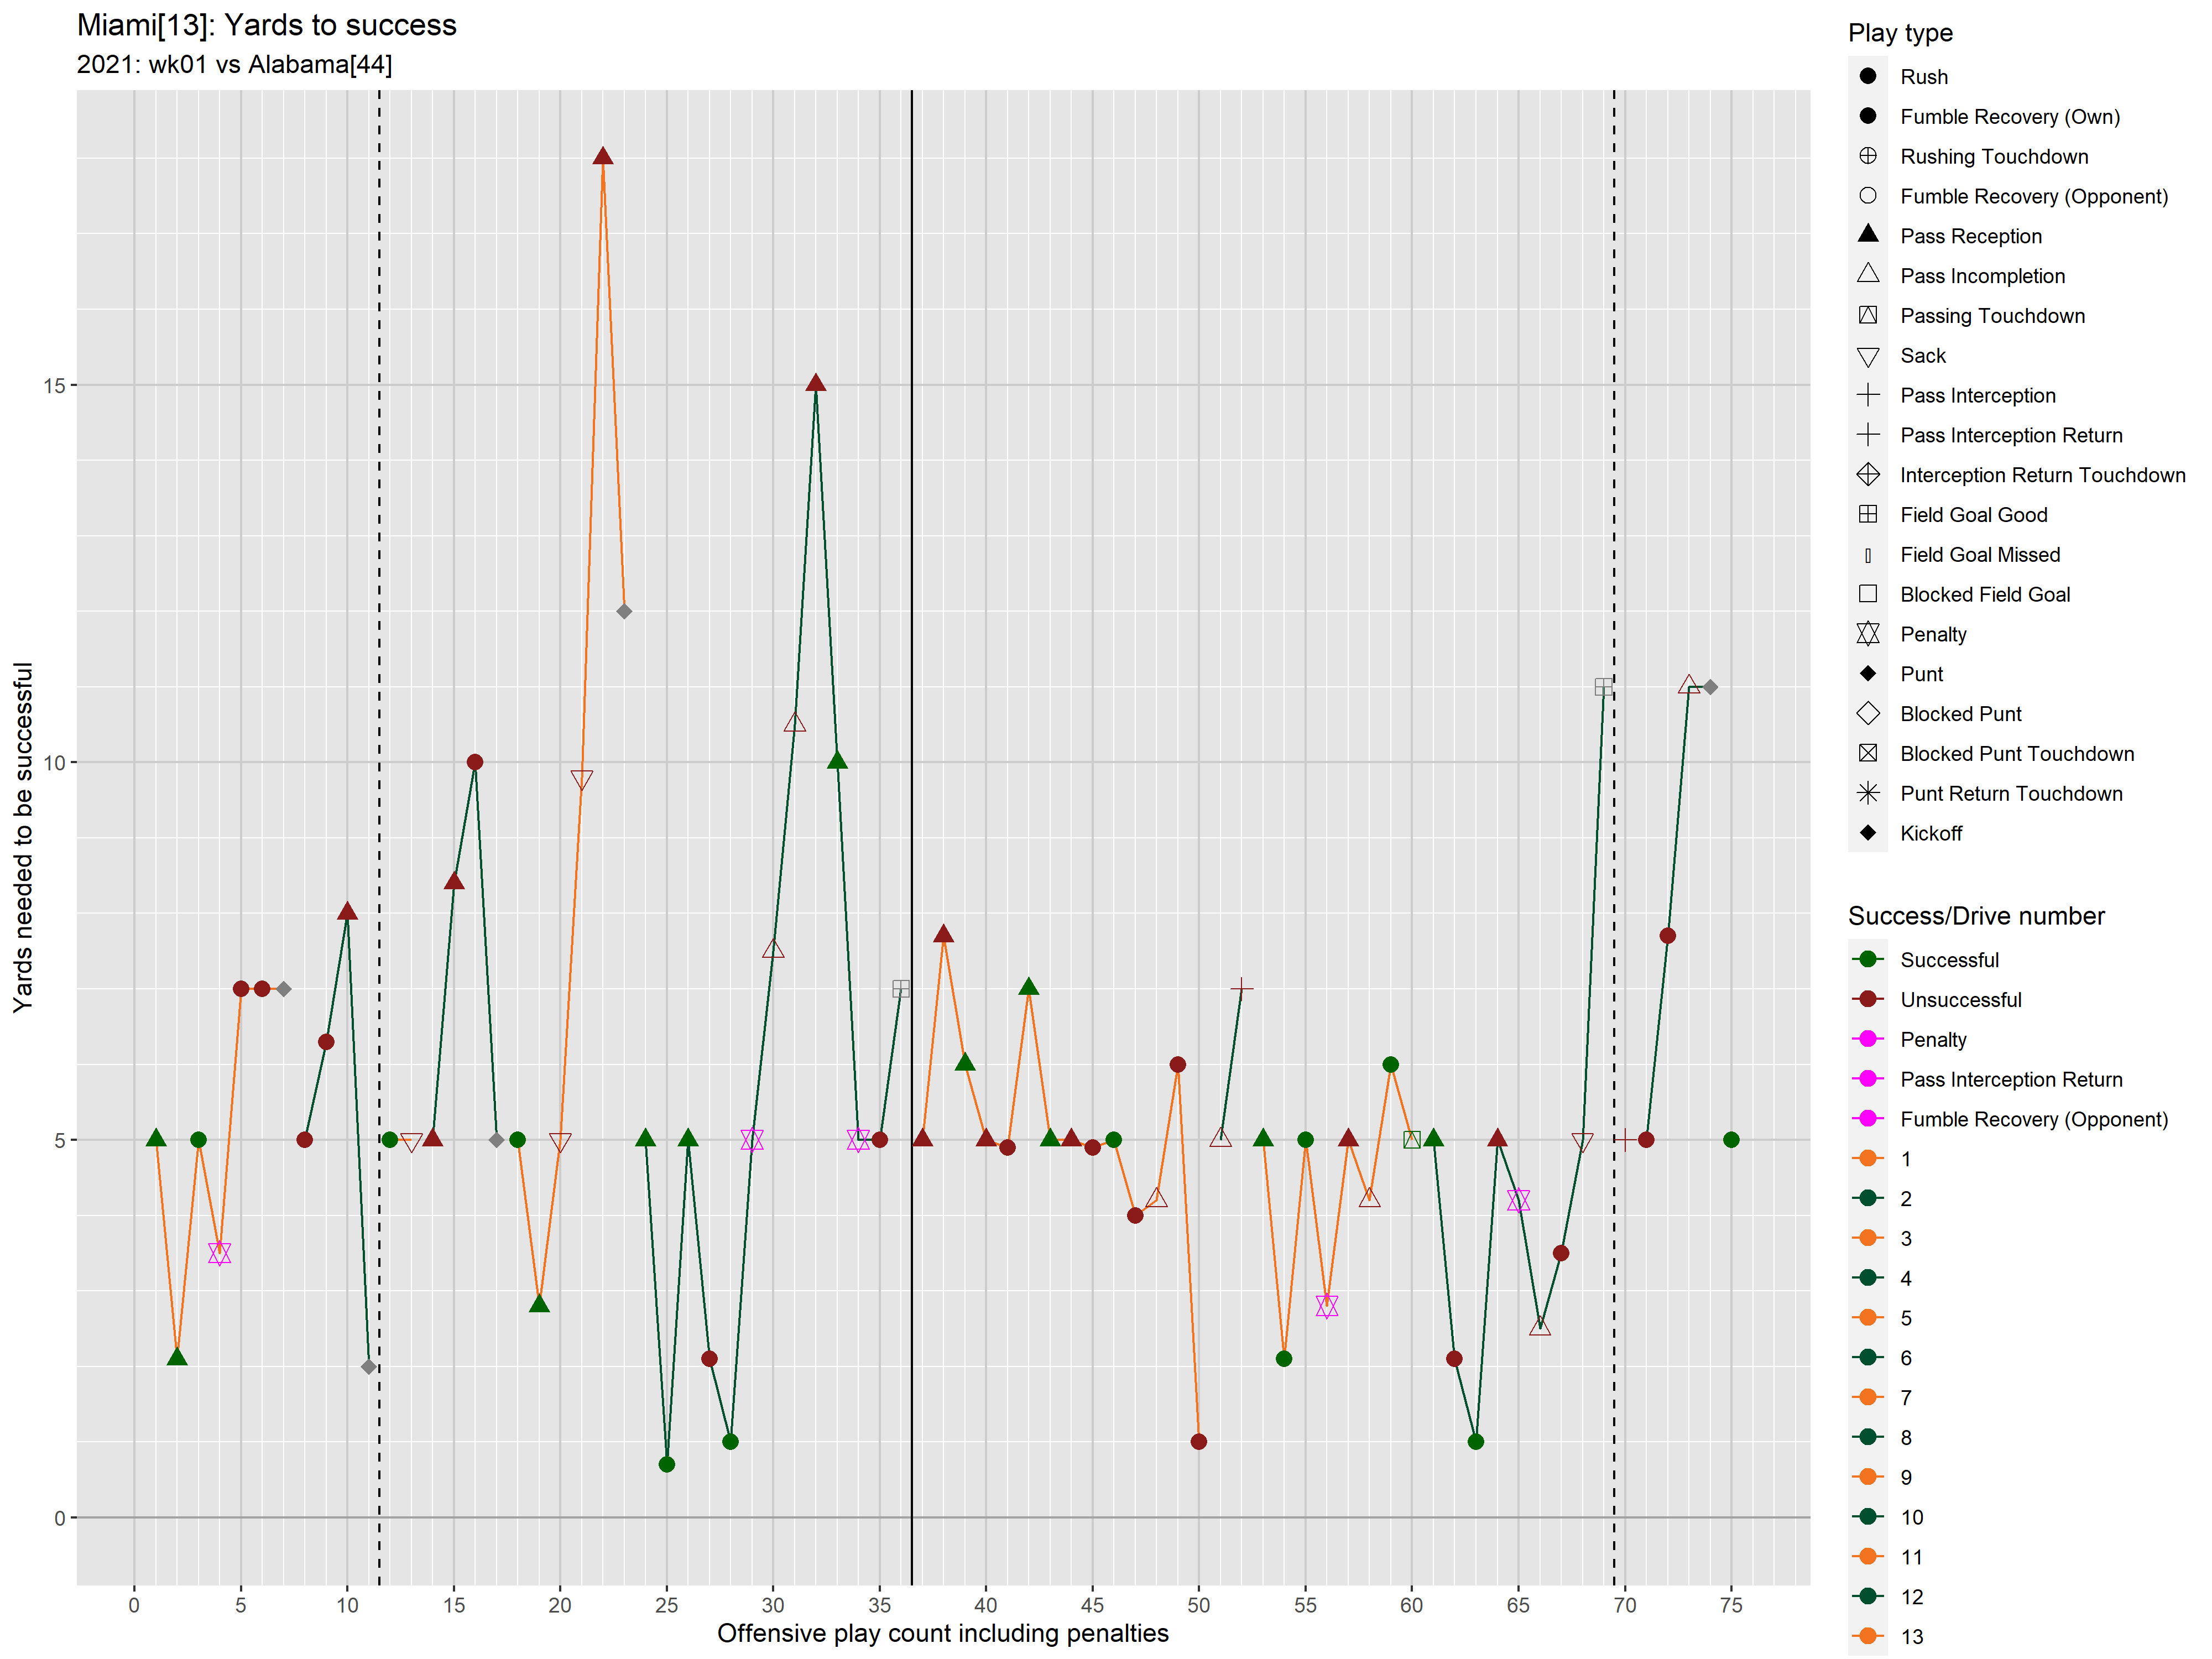 Miami[13]: Yards to success
2021: wk01 vs Alabama[44]
Yards needed to be successful
15
10
5
0
0 5 10 15 20 25 30 35 40 45 50 55 60 65 70 75
Offensive play count including penalties
Play type
Rush
Fumble Recovery (Own)
Rushing Touchdown
Fumble Recovery (Opponent)
Pass Reception
Pass Incompletion
Passing Touchdown
Sack
Pass Interception
Pass Interception Return
Interception Return Touchdown
Field Goal Good
Field Goal Missed
Blocked Field Goal
Penalty
Punt
Blocked Punt
Blocked Punt Touchdown
Punt Return Touchdown
Kickoff
Success/Drive number
Successful
Unsuccessful
Penalty
Pass Interception Return
Fumble Recovery (Opponent)
1
2
3
4
5
6
7
8
9
10
11
12
13